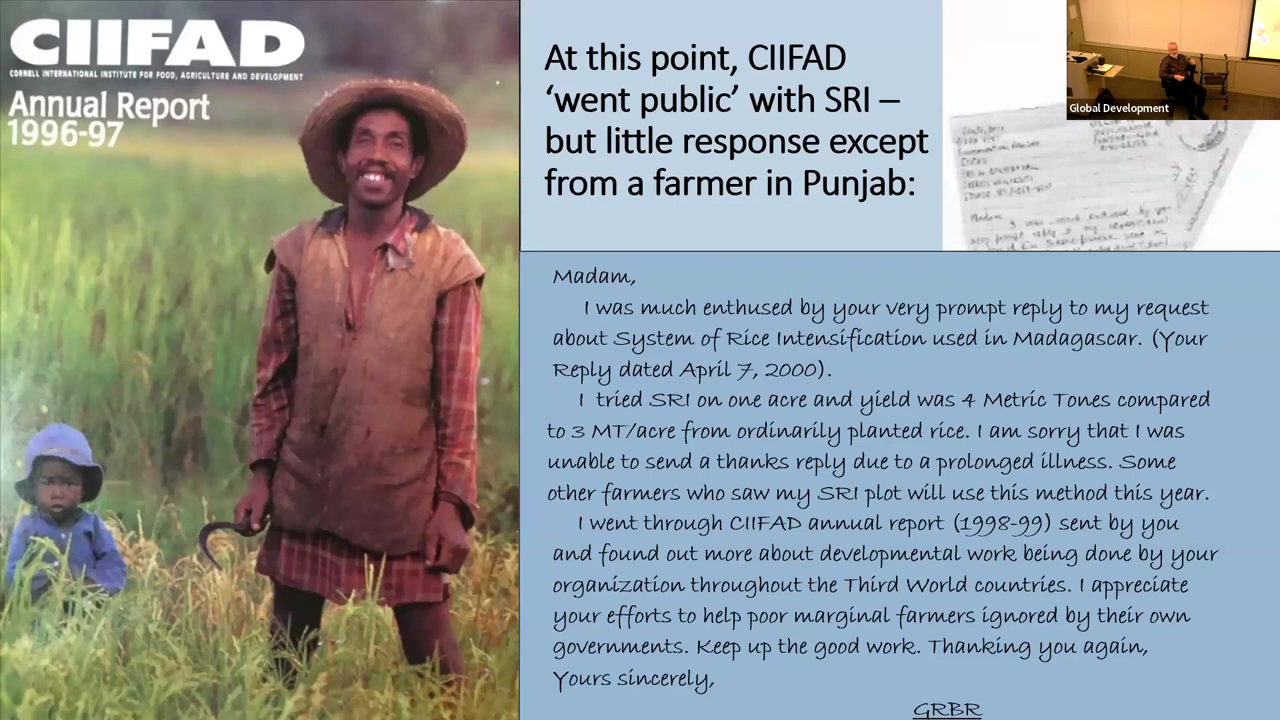 CIIFAD
CORNELL INTERNATIONAL INSTITUTE FOR FOOD, AGRICULTURE AND DEVELOPMENT
Annual Report
1996-97
At this point, CIIFAD
‘went public’ with SRI –
but little response except
from a farmer in Punjab:
Global Development
Madam,
Madam,
I was much enthused by your very prompt reply to my request
about System of Rice Intensification used in Madagascar. (Your
Reply dated April 7, 2000).
I tried SRI on one acre and yield was 4 Metric Tones compared
to 3 MT/acre from ordinarily planted rice. I am sorry that I was
unable to send a thanks reply due to a prolonged illness. Some
other farmers who saw my SRI plot will use this method this year.
I went through CIIFAD annual report (1998-99) sent by you
and found out more about developmental work being done by your
organization throughout the Third World countries. I appreciate
your efforts to help poor marginal farmers ignored by their own
governments. Keep up the good work. Thanking you again,
Yours sincerely,
GRBR